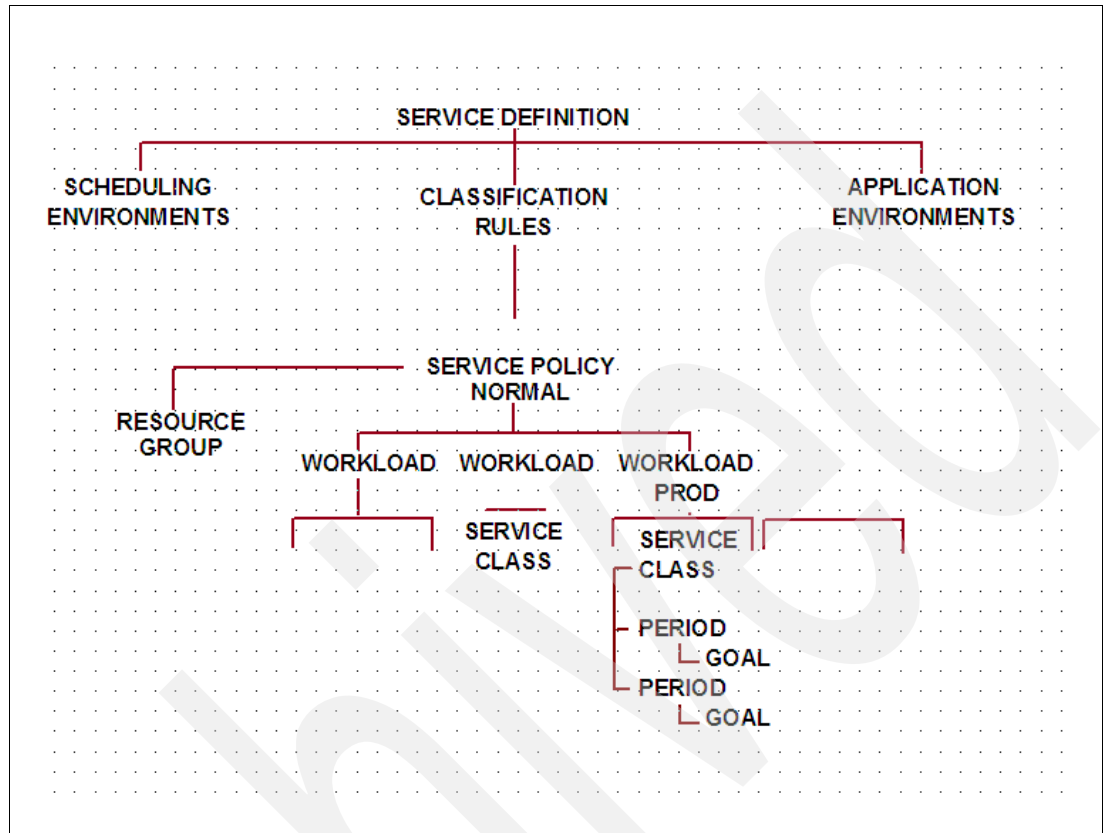 SERVICE DEFINITION
SCHEDULING
ENVIRONMENTS
CLASSIFICATION
RULES
APPLICATION
ENVIRONMENTS
SERVICE POLICY
NORMAL
RESOURCE
GROUP
WORKLOAD
WORKLOAD
WORKLOAD
PROD
SERVICE
CLASS
SERVICE
CLASS
PERIOD
GOAL
PERIOD
GOAL